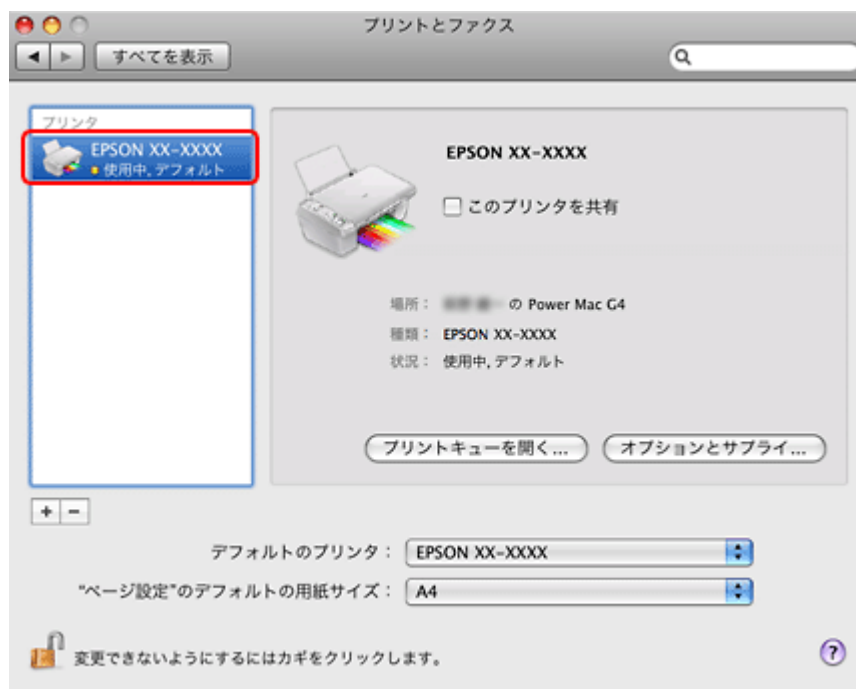 プリントとファクス
すべてを表示
プリンタ
EPSON XX-XXXX
使用中, デフォルト
EPSON XX-XXXX
このプリンタを共有
場所： の Power Mac G4
種類： EPSON XX-XXXX
状況： 使用中, デフォルト
プリントキューを開く...
オプションとサプライ...
デフォルトのプリンタ： EPSON XX-XXXX
“ページ設定”のデフォルトの用紙サイズ： A4
変更できないようにするにはカギをクリックします。